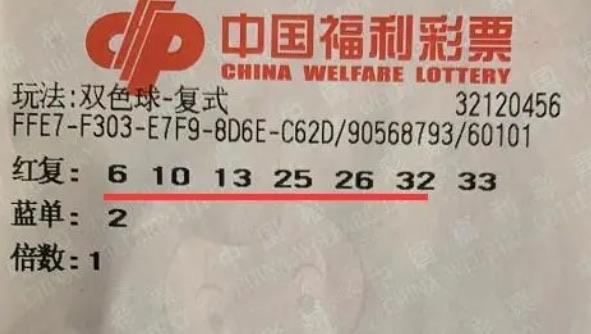 中国福利彩票
CHINA WELFARE LOTTERY
玩法:双色球-复式 32120456
FFE7-F303-E7F9-8D6E-C62D/90568793/60101
红复: 6 10 13 25 26 32 33
蓝单: 2
倍数: 1